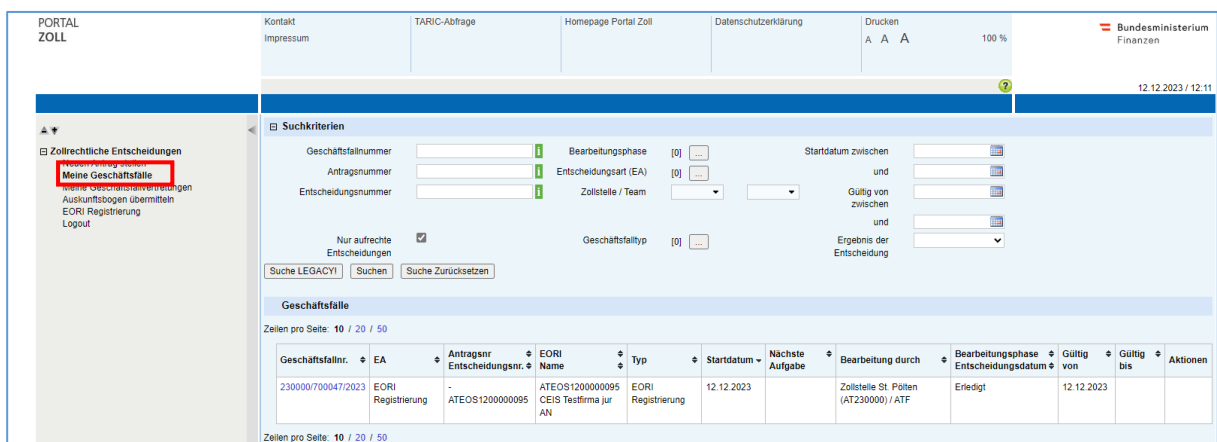 PORTAL
ZOLL
Kontakt
Impressum
TARIC-Abfrage
Homepage Portal Zoll
Datenschutzerklärung
Drucken
A A A 100 %
Bundesministerium
Finanzen
?
12.12.2023 / 12:11
Zollrechtliche Entscheidungen
Neuen Antrag stellen
Meine Geschäftsfälle
Meine Geschäftsfallvertretungen
Auskunftsbogen übermitteln
EORI Registrierung
Logout
Suchkriterien
Geschäftsfallnummer i Bearbeitungsphase [0] ... Startdatum zwischen
Antragsnummer i Entscheidungsart (EA) [0] ... und
Entscheidungsnummer i Zollstelle / Team Gültig von
zwischen
und
Nur aufrechte Geschäftsfalltyp [0] ... Ergebnis der
Entscheidungen Entscheidung
Suche LEGACY! Suchen Suche Zurücksetzen
Geschäftsfälle
Zeilen pro Seite: 10 / 20 / 50
Geschäftsfallnr. EA Antragsnr EORI Typ Startdatum Nächste Bearbeitung durch Bearbeitungsphase Gültig Gültig Aktionen
Entscheidungsnr. Name Aufgabe Entscheidungsdatum von bis
230000/700047/2023 EORI - ATEOS1200000095 EORI 12.12.2023 Zollstelle St. Pölten Erledigt 12.12.2023
Registrierung ATEOS1200000095 CEIS Testfirma jur Registrierung (AT230000) / ATF
AN
Zeilen pro Seite: 10 / 20 / 50